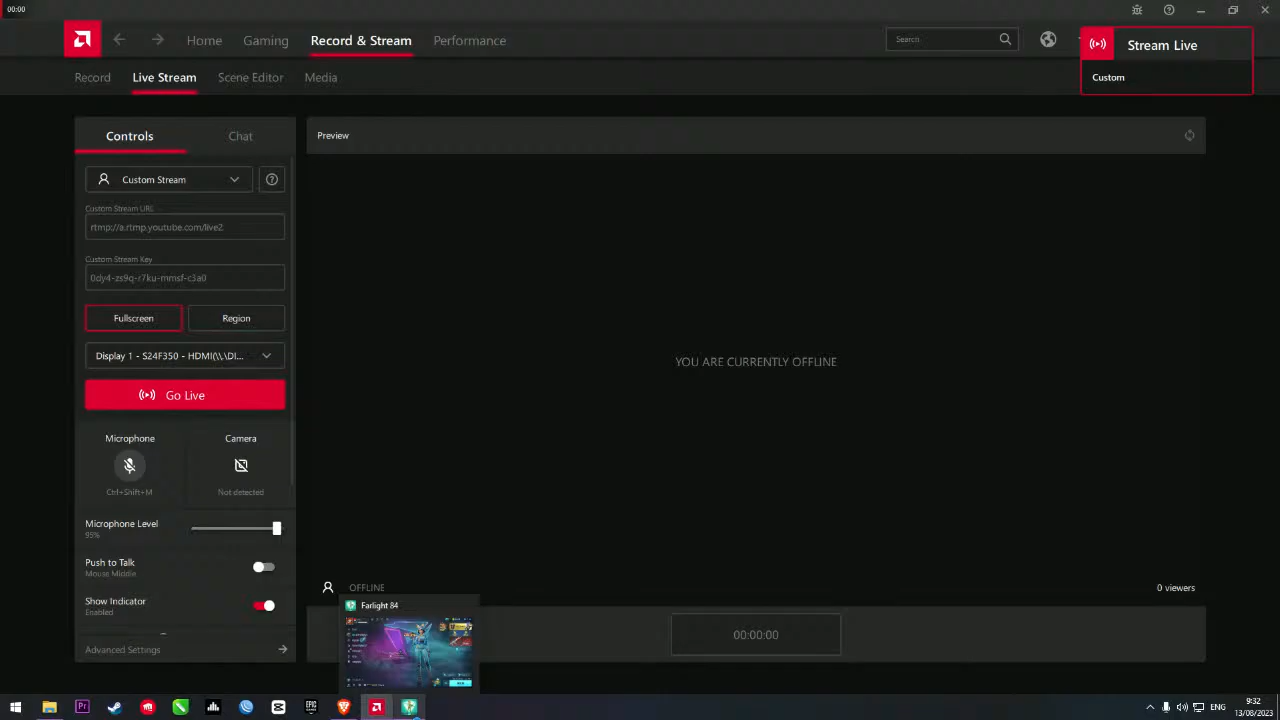 00:00
Home
Gaming
Record & Stream
Performance
Search
Stream Live
Custom
Record
Live Stream
Scene Editor
Media
Controls
Chat
Preview
Custom Stream
Custom Stream URL
rtmp://a.rtmp.youtube.com/live2
Custom Stream Key
0dy4-zs9q-r7ku-mmsf-c3a0
Fullscreen
Region
Display 1 - S24F350 - HDMI(\\.\DI...
Go Live
YOU ARE CURRENTLY OFFLINE
Microphone
Camera
Ctrl+Shift+M
Not detected
Microphone Level
95%
Push to Talk
Mouse Middle
Show Indicator
Enabled
Advanced Settings
OFFLINE
0 viewers
Farlight 84
00:00:00
Pr
EPIC
ENG
9:32
13/08/2023